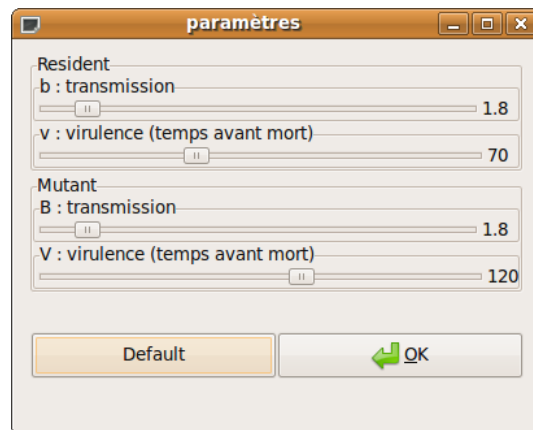 paramètres
Resident
b : transmission
1.8
v : virulence (temps avant mort)
70
Mutant
B : transmission
1.8
V : virulence (temps avant mort)
120
Default
OK